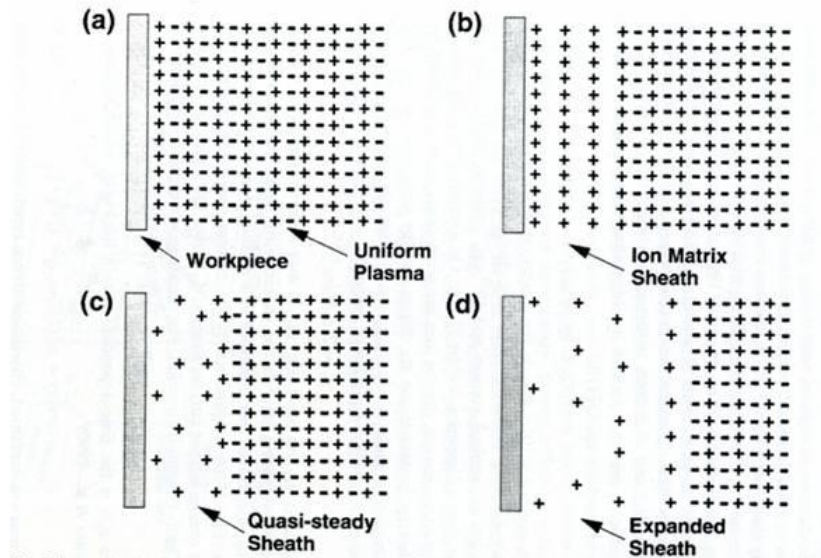 (a)
(b)
Workpiece
Uniform
Plasma
Ion Matrix
Sheath
(c)
(d)
Quasi-steady
Sheath
Expanded
Sheath